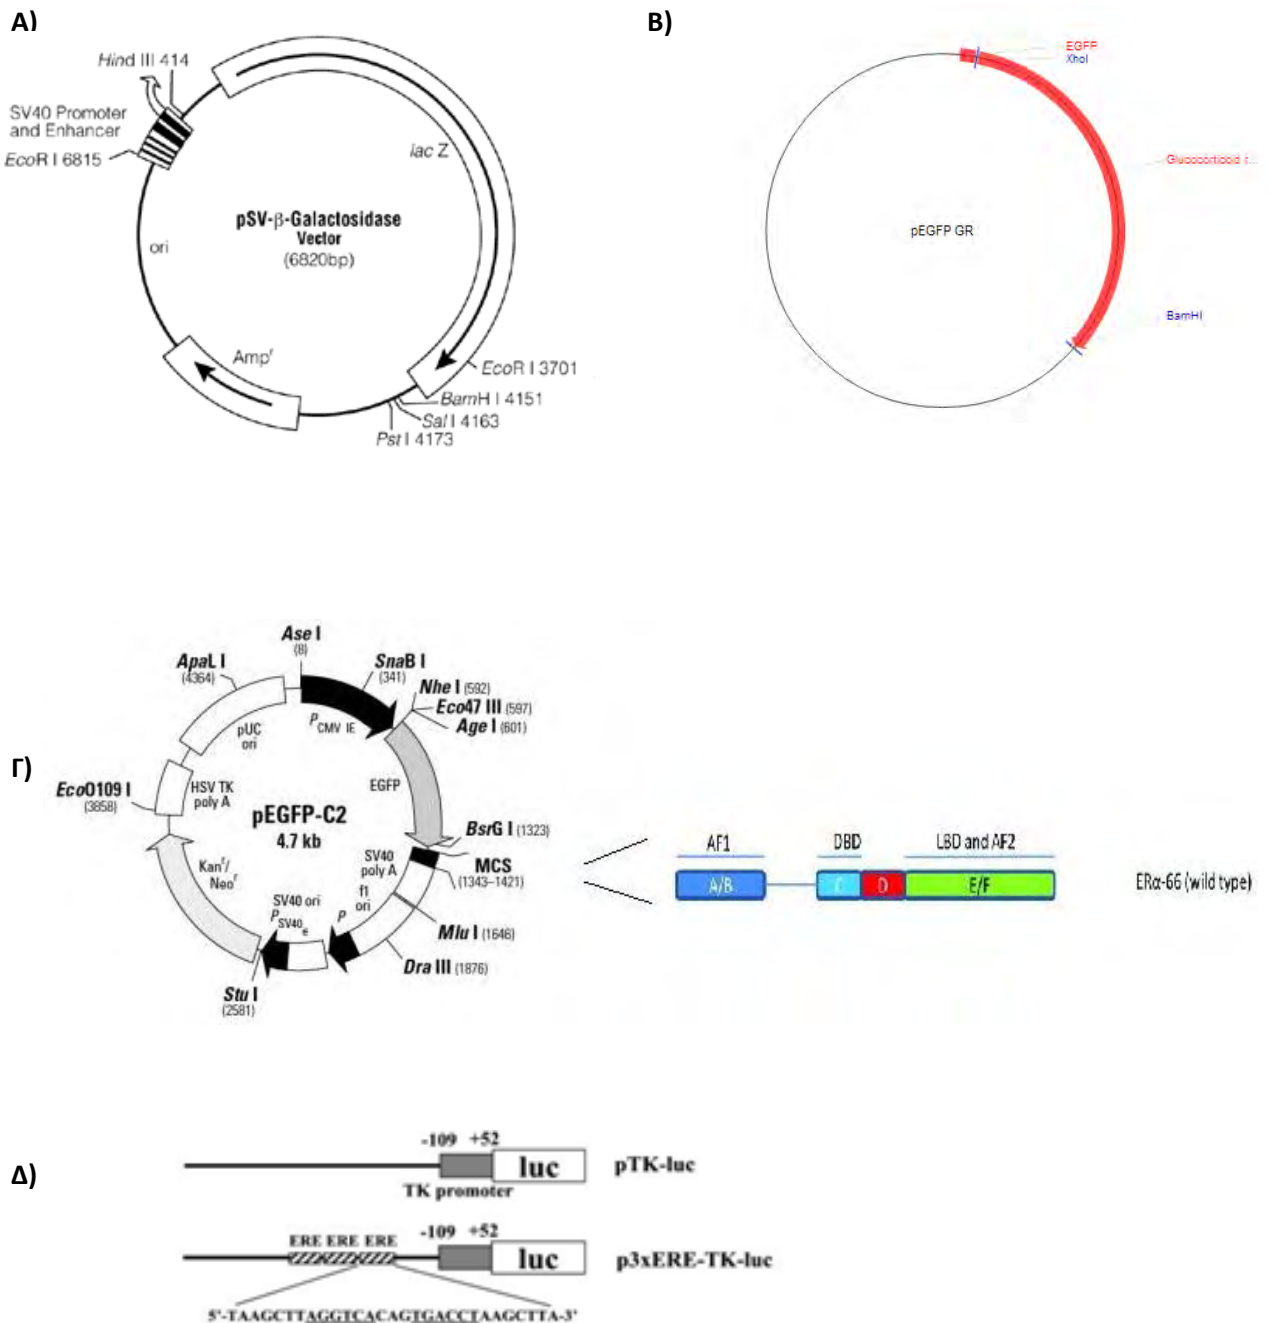 A)
Hind III 414
SV40 Promoter
and Enhancer
EcoR I 6815
lac Z
pSV-β-Galactosidase
Vector
(6820bp)
ori
Ampʳ
EcoR I 3701
BamH I 4151
Sal I 4163
Pst I 4173
B)
EGFP
XhoI
Glucocorticoid r...
pEGFP GR
BamHI
Γ)
Ase I
(8)
ApaL I
(4364)
SnaB I
(341)
Nhe I (592)
Eco47 III (597)
Age I (601)
P CMV IE
pUC
ori
EGFP
EcoO109 I
(3858)
HSV TK
poly A
pEGFP-C2
4.7 kb
BsrG I (1323)
SV40
poly A
MCS
(1343–1421)
Kanʳ/
Neoʳ
f1
ori
SV40 ori
P SV40 e
P
Mlu I (1646)
Dra III (1876)
Stu I
(2581)
AF1
DBD
LBD and AF2
A/B
C
D
E/F
ERα-66 (wild type)
Δ)
-109 +52
luc
pTK-luc
TK promoter
ERE ERE ERE
-109 +52
luc
p3xERE-TK-luc
5'-TAAGCTTAGGTCACAGTGACCTAAGCTTA-3'